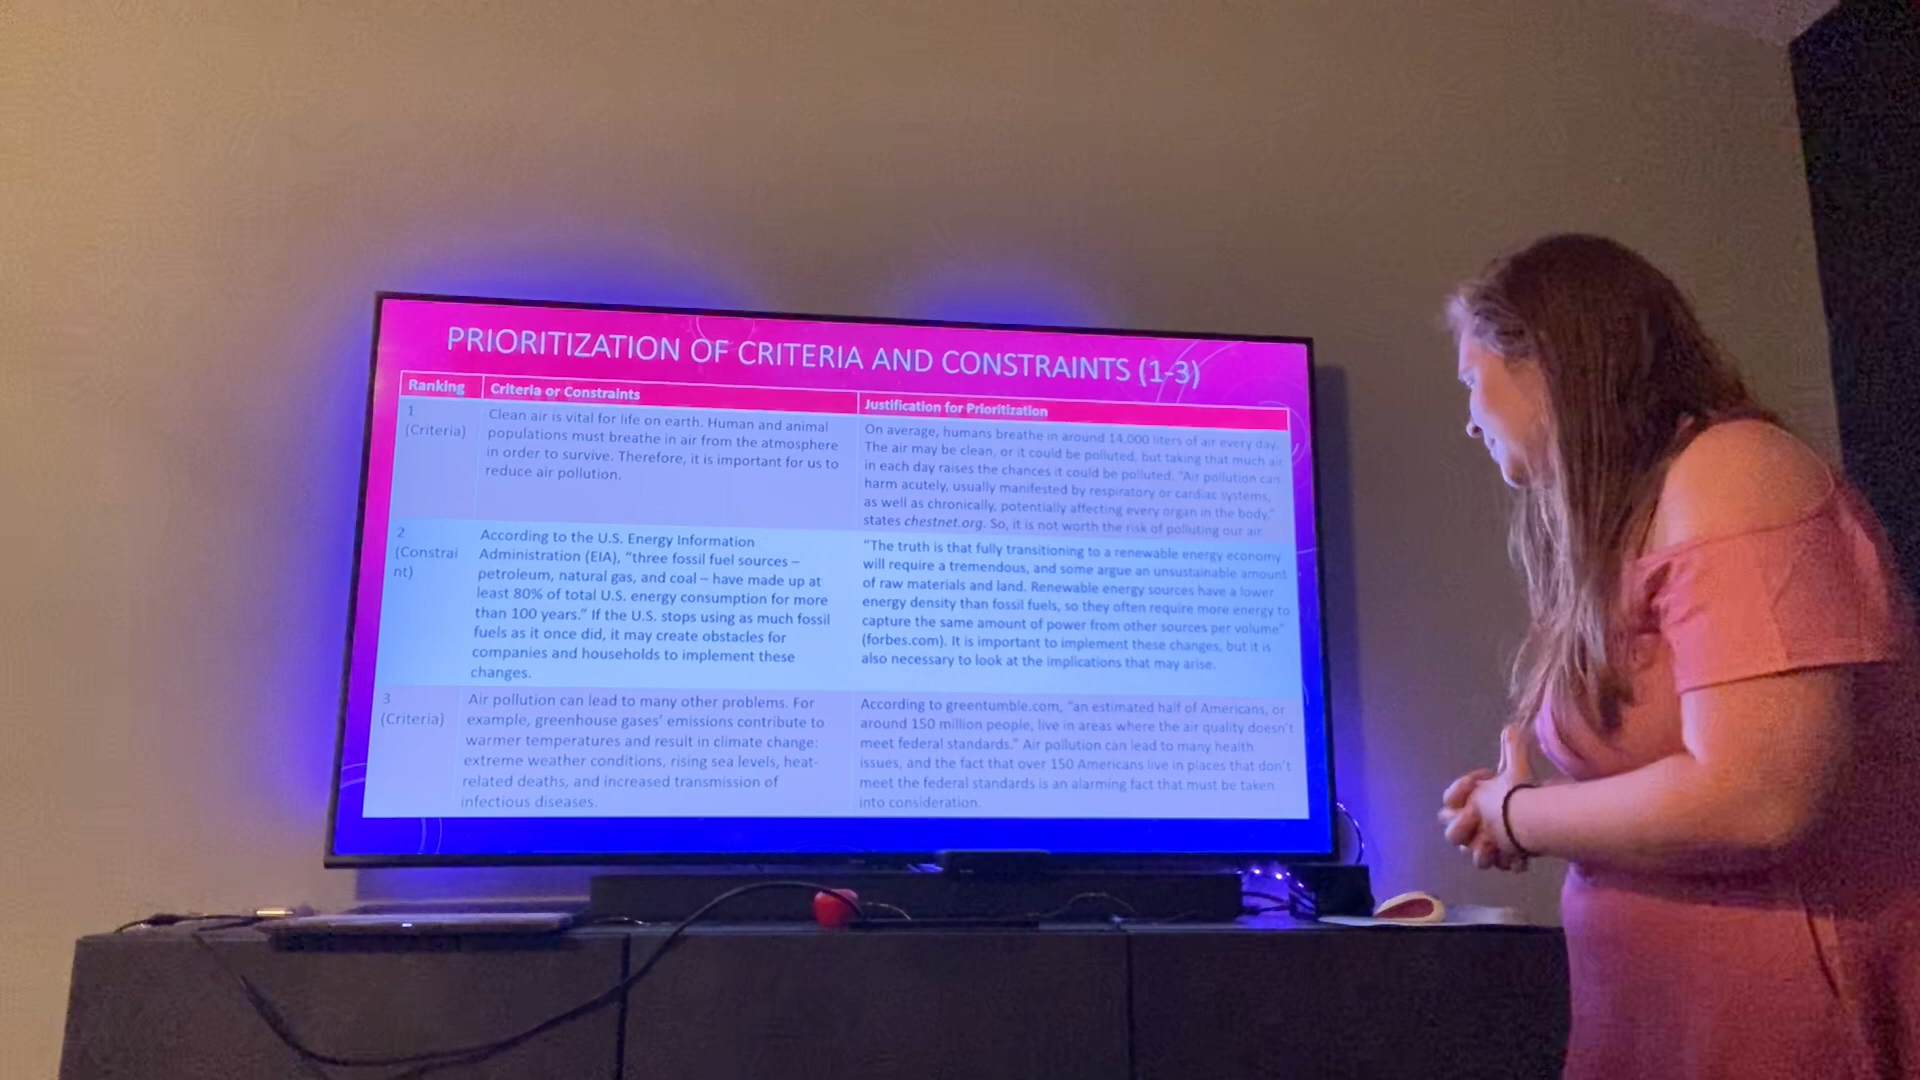 PRIORITIZATION OF CRITERIA AND CONSTRAINTS (1-3)
Ranking
Criteria or Constraints
Justification for Prioritization
1
(Criteria)
Clean air is vital for life on earth. Human and animal
populations must breathe in air from the atmosphere
in order to survive. Therefore, it is important for us to
reduce air pollution.
On average, humans breathe in around 14,000 liters of air every day.
The air may be clean, or it could be polluted, but taking that much air
in each day raises the chances it could be polluted. "Air pollution can
harm acutely, usually manifested by respiratory or cardiac systems,
as well as chronically, potentially affecting every organ in the body,"
states chestnet.org. So, it is not worth the risk of polluting our air.
2
(Constrai
nt)
According to the U.S. Energy Information
Administration (EIA), “three fossil fuel sources –
petroleum, natural gas, and coal – have made up at
least 80% of total U.S. energy consumption for more
than 100 years.” If the U.S. stops using as much fossil
fuels as it once did, it may create obstacles for
companies and households to implement these
changes.
“The truth is that fully transitioning to a renewable energy economy
will require a tremendous, and some argue an unsustainable amount
of raw materials and land. Renewable energy sources have a lower
energy density than fossil fuels, so they often require more energy to
capture the same amount of power from other sources per volume”
(forbes.com). It is important to implement these changes, but it is
also necessary to look at the implications that may arise.
3
(Criteria)
Air pollution can lead to many other problems. For
example, greenhouse gases’ emissions contribute to
warmer temperatures and result in climate change:
extreme weather conditions, rising sea levels, heat-
related deaths, and increased transmission of
infectious diseases.
According to greentumble.com, “an estimated half of Americans, or
around 150 million people, live in areas where the air quality doesn’t
meet federal standards.” Air pollution can lead to many health
issues, and the fact that over 150 Americans live in places that don’t
meet the federal standards is an alarming fact that must be taken
into consideration.